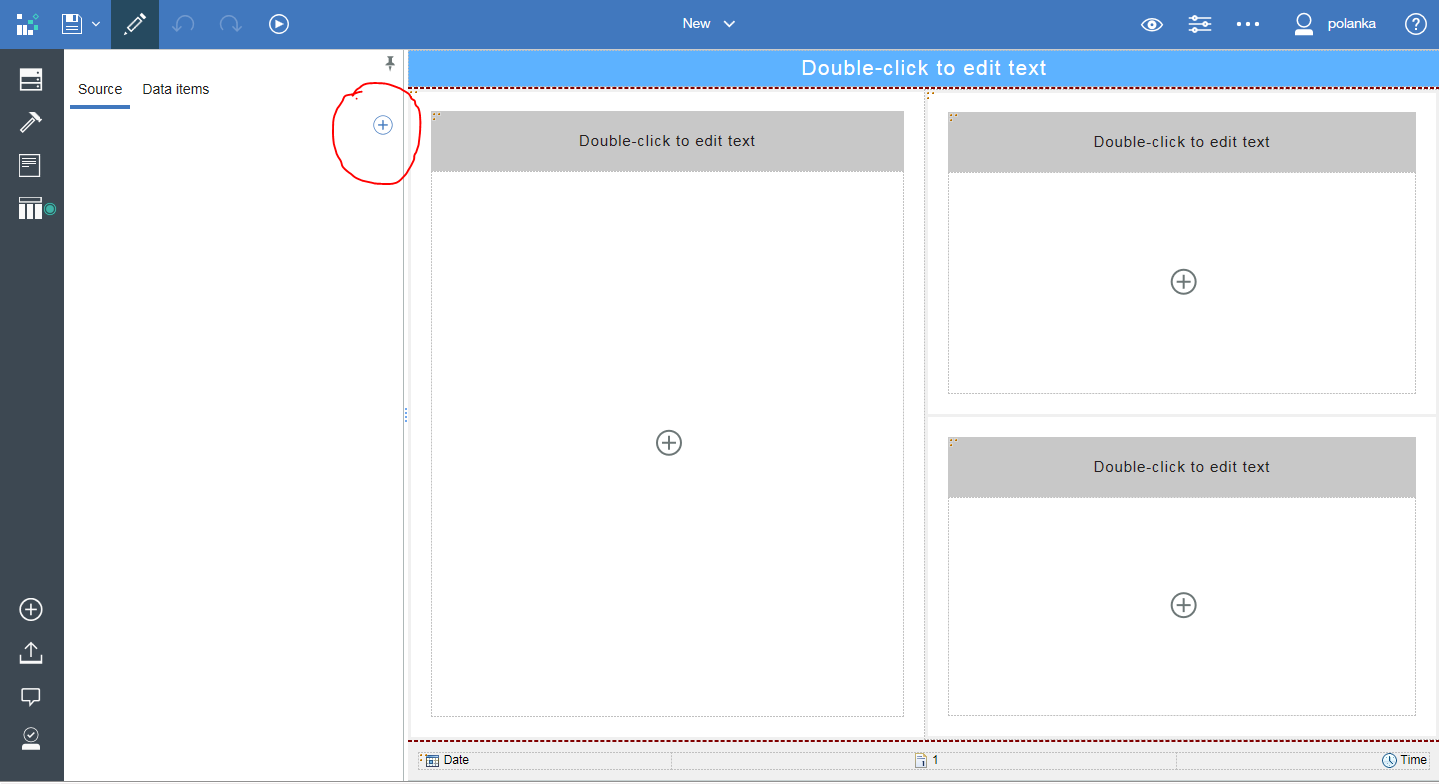 New
polanka
Source
Data items
Double-click to edit text
Double-click to edit text
Double-click to edit text
Double-click to edit text
Date
1
Time